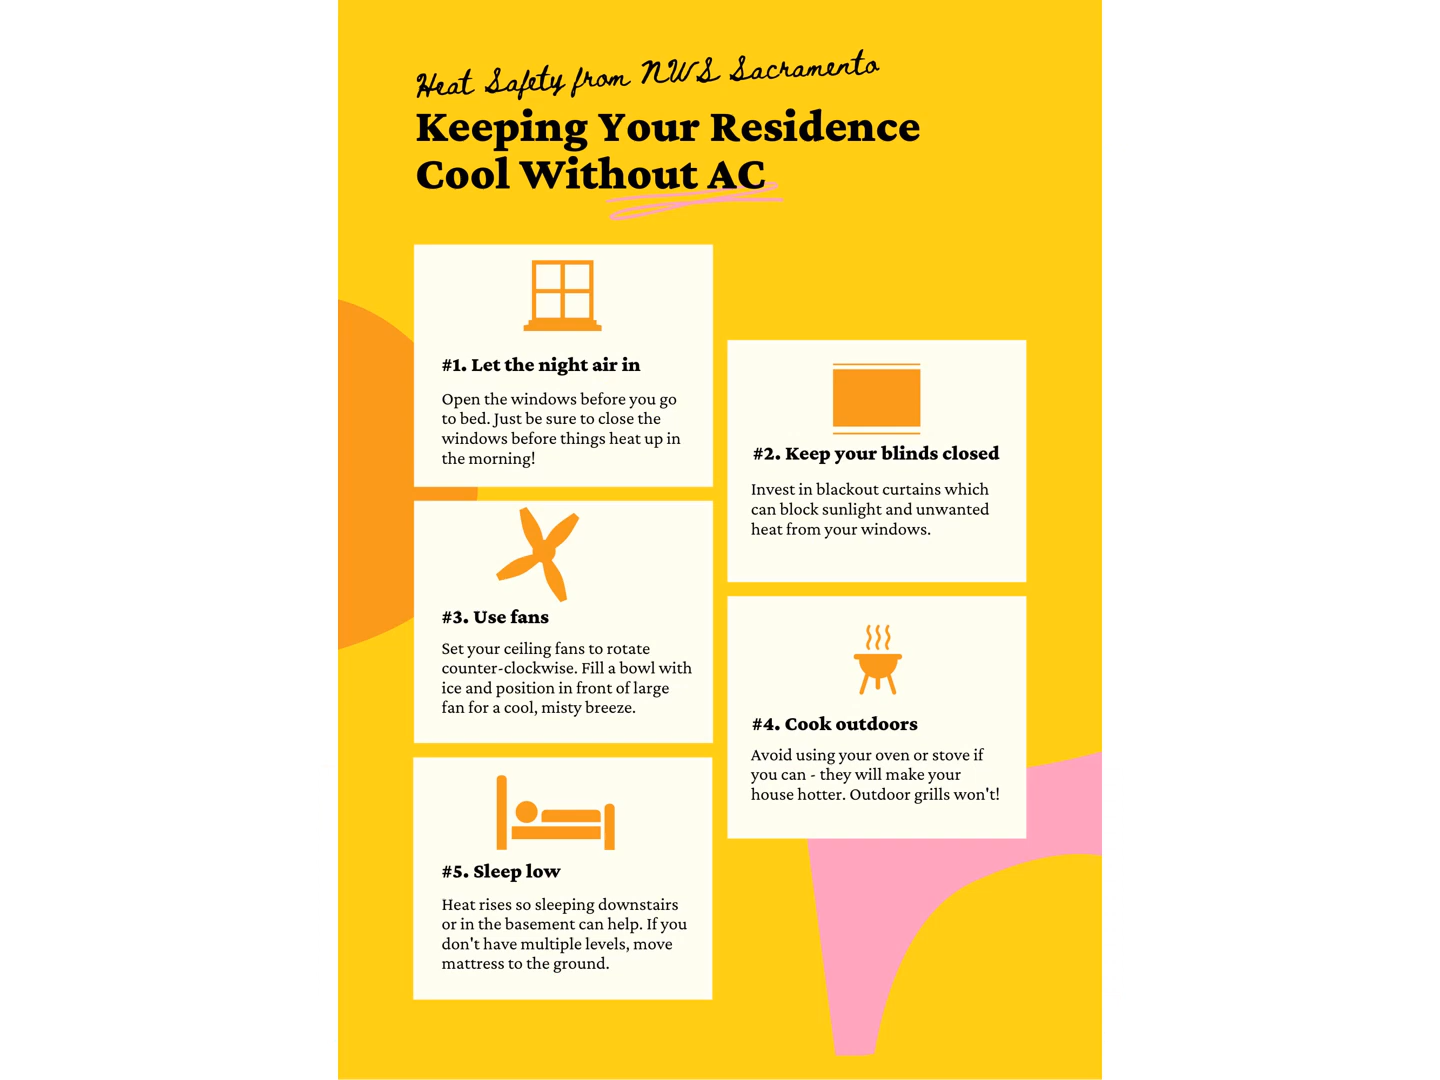 Heat Safety from NWS Sacramento
Keeping Your Residence
Cool Without AC
#1. Let the night air in
Open the windows before you go
to bed. Just be sure to close the
windows before things heat up in
the morning!
#2. Keep your blinds closed
Invest in blackout curtains which
can block sunlight and unwanted
heat from your windows.
#3. Use fans
Set your ceiling fans to rotate
counter-clockwise. Fill a bowl with
ice and position in front of large
fan for a cool, misty breeze.
#4. Cook outdoors
Avoid using your oven or stove if
you can - they will make your
house hotter. Outdoor grills won't!
#5. Sleep low
Heat rises so sleeping downstairs
or in the basement can help. If you
don't have multiple levels, move
mattress to the ground.